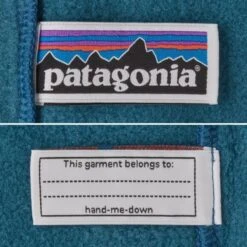 patagonia
This garment belongs to:
hand-me-down